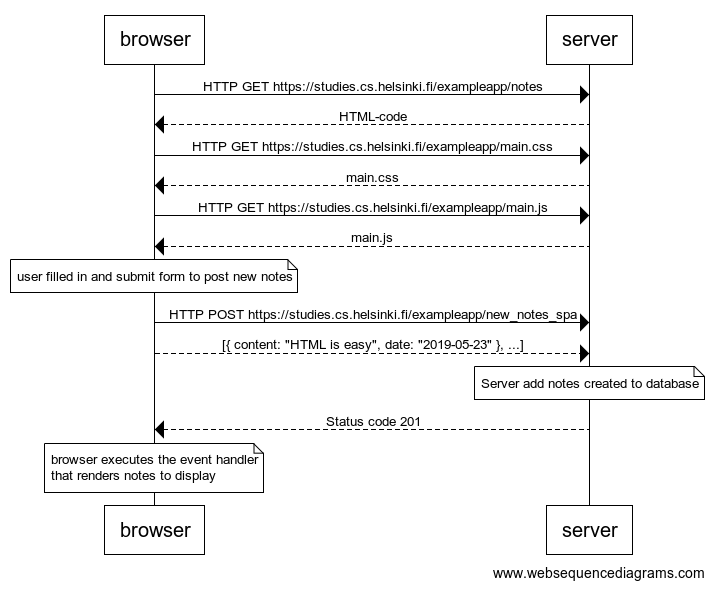 browser
server
HTTP GET https://studies.cs.helsinki.fi/exampleapp/notes
HTML-code
HTTP GET https://studies.cs.helsinki.fi/exampleapp/main.css
main.css
HTTP GET https://studies.cs.helsinki.fi/exampleapp/main.js
main.js
user filled in and submit form to post new notes
HTTP POST https://studies.cs.helsinki.fi/exampleapp/new_notes_spa
[{ content: "HTML is easy", date: "2019-05-23" }, ...]
Server add notes created to database
Status code 201
browser executes the event handler
that renders notes to display
browser
server
www.websequencediagrams.com